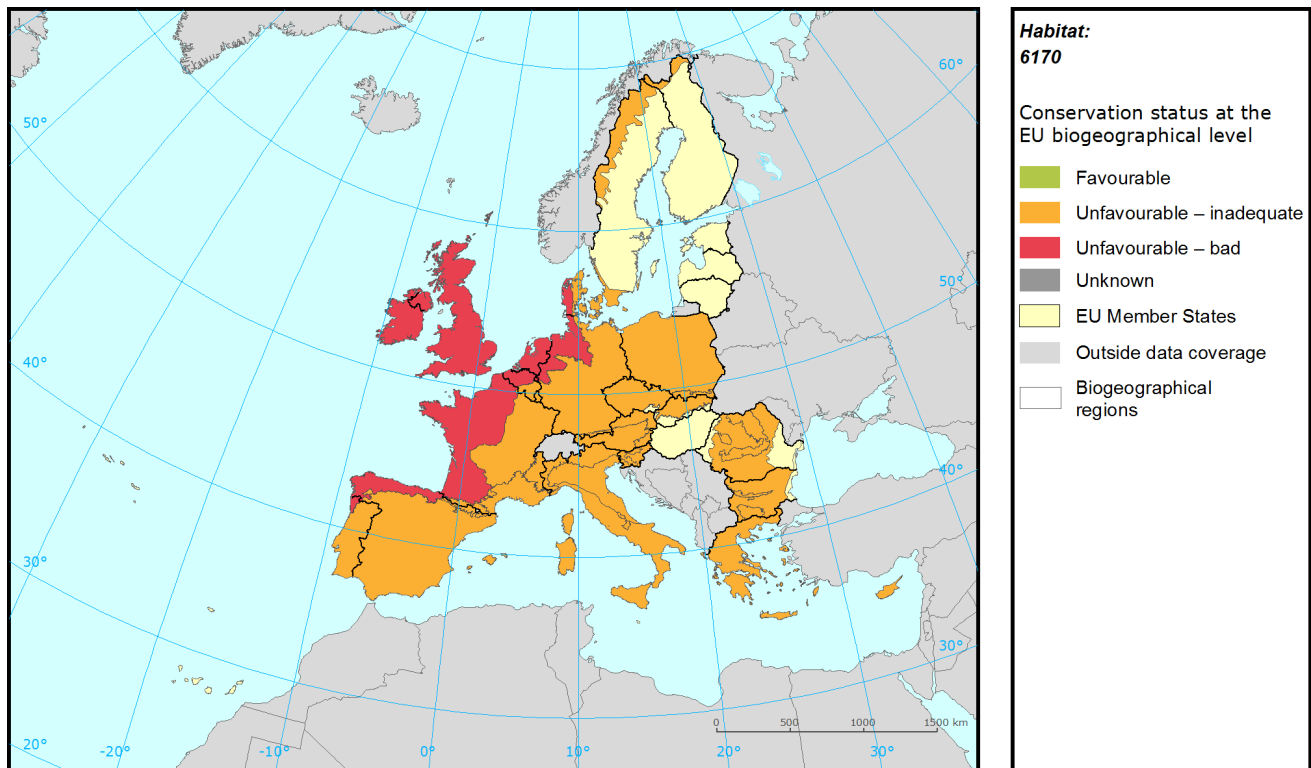 Habitat:
6170
Conservation status at the
EU biogeographical level
Favourable
Unfavourable – inadequate
Unfavourable – bad
Unknown
EU Member States
Outside data coverage
Biogeographical
regions
60°
50°
50°
40°
40°
30°
30°
0 500 1000 1500 km
20° -20° -10° 0° 10° 20° 30°